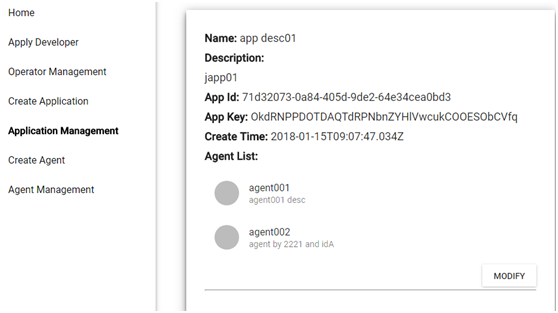 Home
Apply Developer
Operator Management
Create Application
Application Management
Create Agent
Agent Management
Name: app desc01
Description:
japp01
App Id: 71d32073-0a84-405d-9de2-64e34cea0bd3
App Key: OkdRNPPDOTDAQTdRPNbnZYHlVwcukCOOESObCVfq
Create Time: 2018-01-15T09:07:47.034Z
Agent List:
agent001
agent001 desc
agent002
agent by 2221 and idA
MODIFY